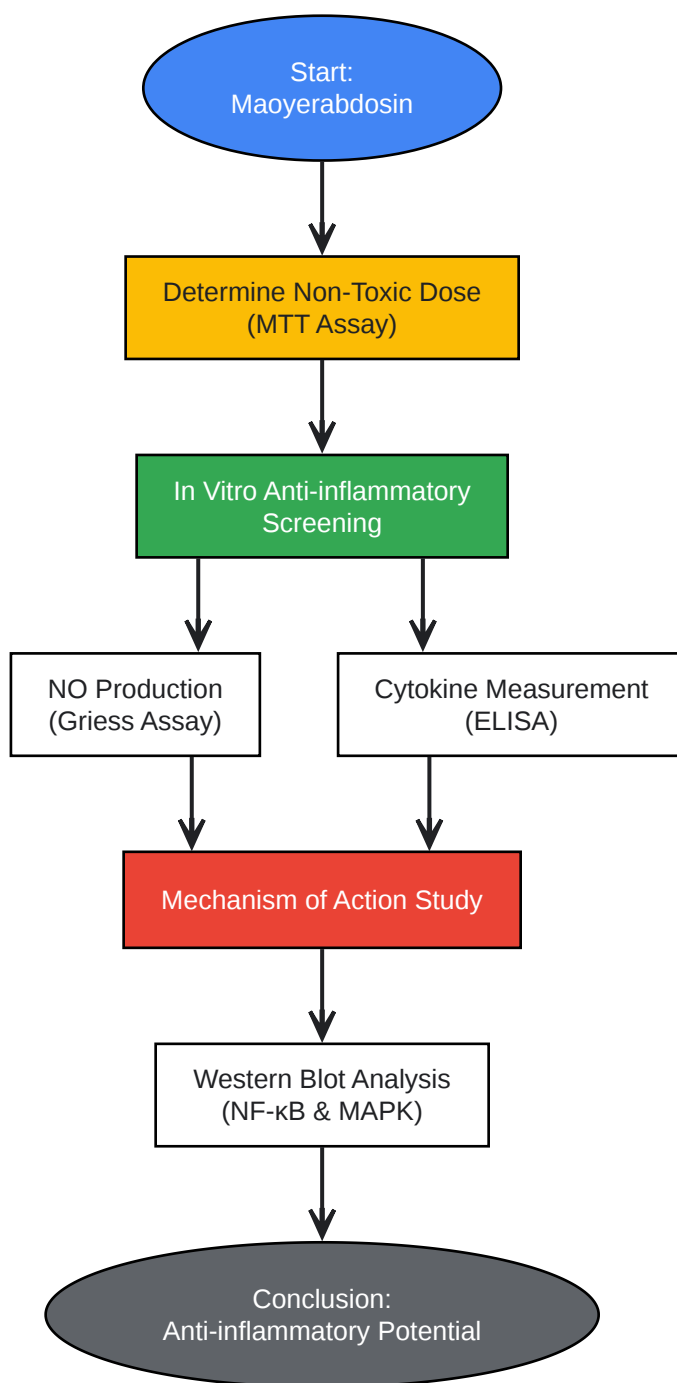 Start:
Maoyerabdosin
Determine Non-Toxic Dose
(MTT Assay)
In Vitro Anti-inflammatory
Screening
NO Production
(Griess Assay)
Cytokine Measurement
(ELISA)
Mechanism of Action Study
Western Blot Analysis
(NF-κB & MAPK)
Conclusion:
Anti-inflammatory Potential